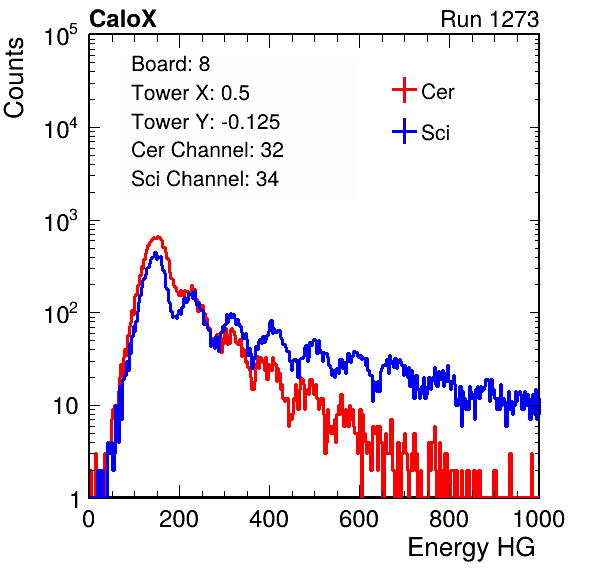 CaloX Run 1273
Counts
Board: 8
Tower X: 0.5
Tower Y: -0.125
Cer Channel: 32
Sci Channel: 34
Cer
Sci
10^5
10^4
10^3
10^2
10
1
0 200 400 600 800 1000
Energy HG